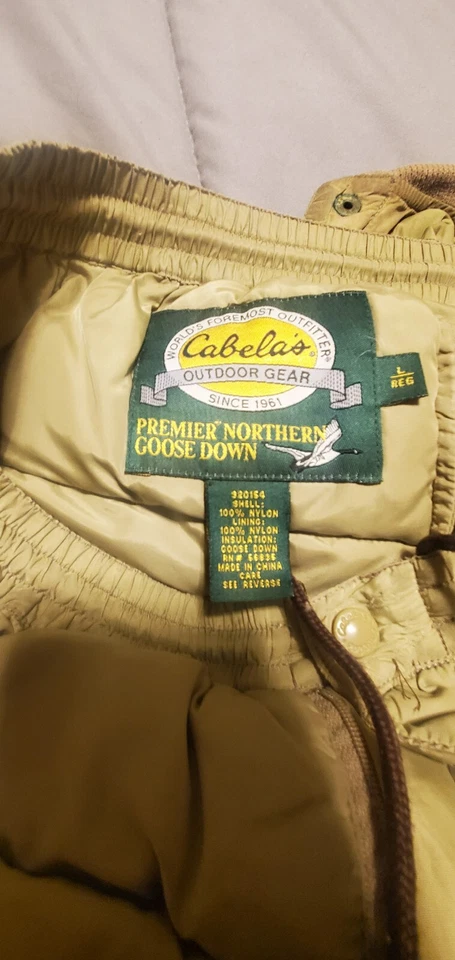 WORLD'S FOREMOST OUTFITTER®
Cabela's®
OUTDOOR GEAR
SINCE 1961
L
REG
PREMIER™ NORTHERN
GOOSE DOWN
920154
SHELL:
100% NYLON
LINING:
100% NYLON
INSULATION:
GOOSE DOWN
RN# 56835
MADE IN CHINA
CARE
SEE REVERSE